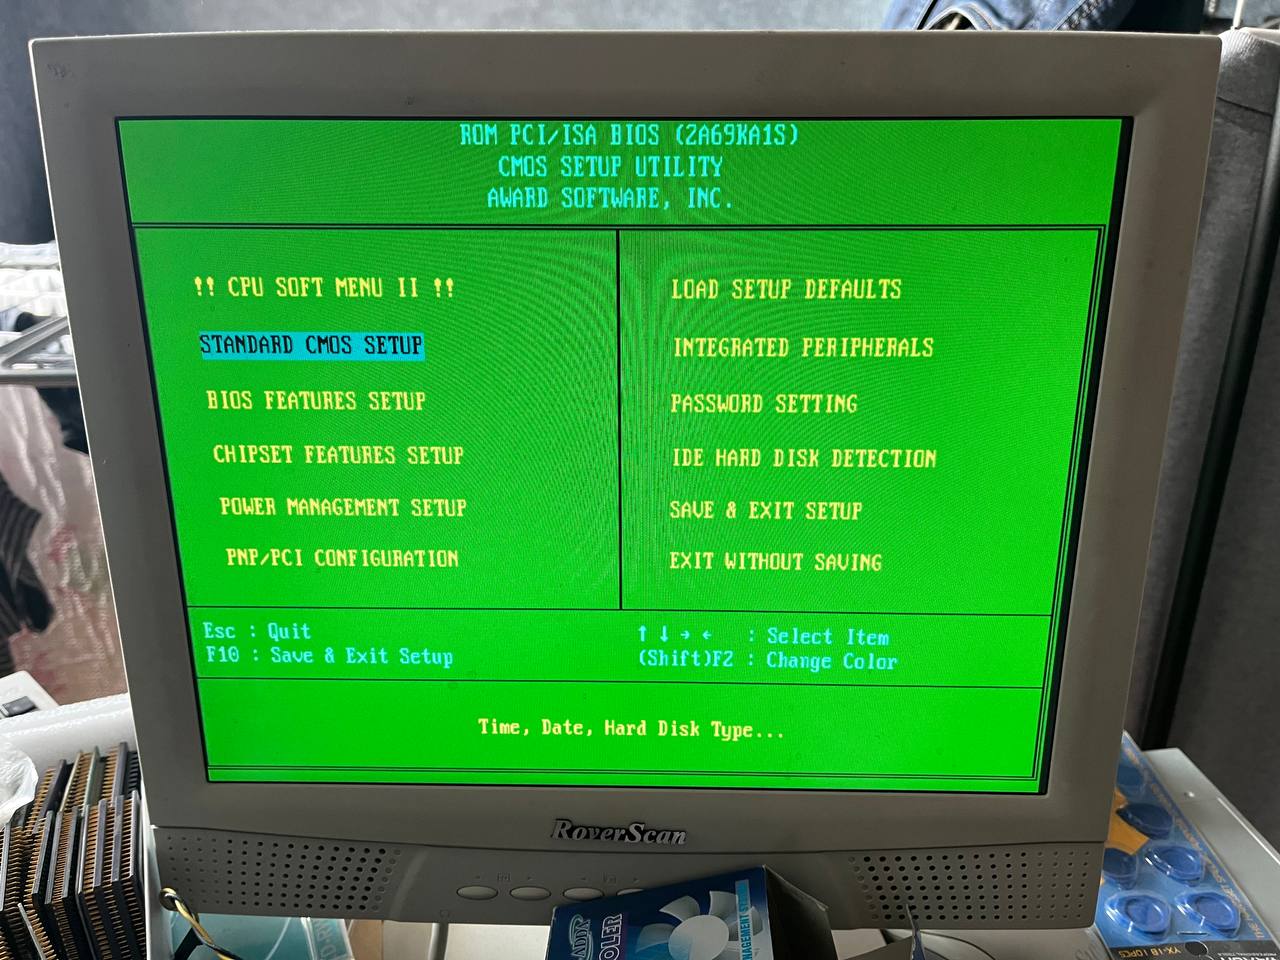 ROM PCI/ISA BIOS (2A69KA1S)
CMOS SETUP UTILITY
AWARD SOFTWARE, INC.
!! CPU SOFT MENU II !!
STANDARD CMOS SETUP
BIOS FEATURES SETUP
CHIPSET FEATURES SETUP
POWER MANAGEMENT SETUP
PNP/PCI CONFIGURATION
LOAD SETUP DEFAULTS
INTEGRATED PERIPHERALS
PASSWORD SETTING
IDE HARD DISK DETECTION
SAVE & EXIT SETUP
EXIT WITHOUT SAVING
Esc : Quit
F10 : Save & Exit Setup
↑ ↓ → ← : Select Item
(Shift)F2 : Change Color
Time, Date, Hard Disk Type...
RoverScan
YX-18 10PCS